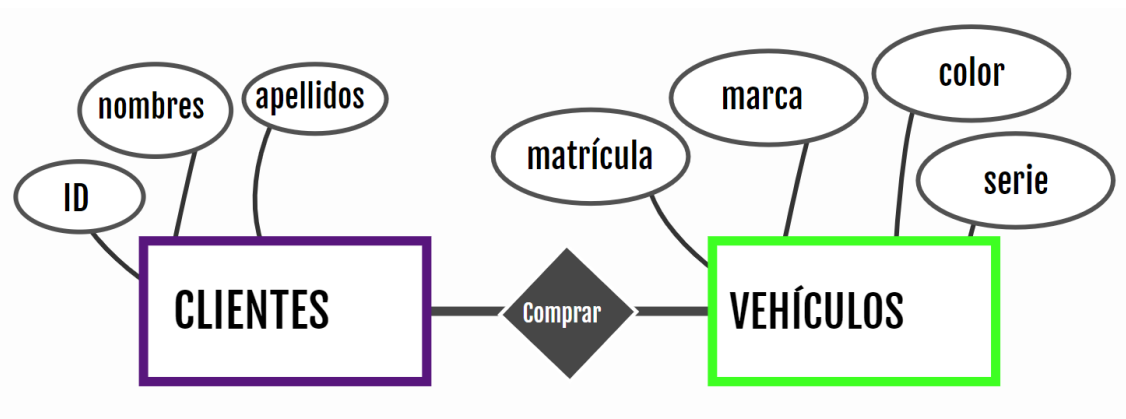 nombres
apellidos
ID
CLIENTES
Comprar
matrícula
marca
color
serie
VEHÍCULOS